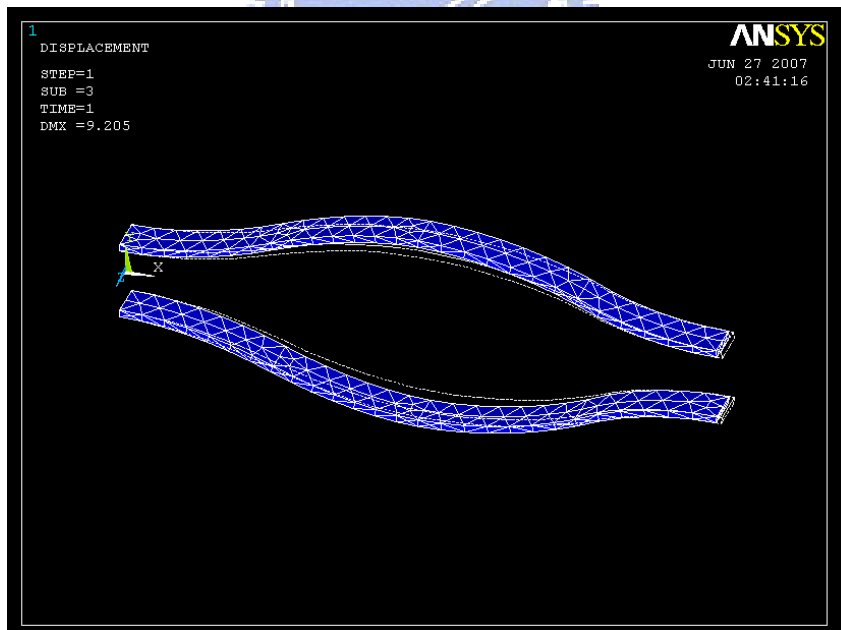 1
DISPLACEMENT
STEP=1
SUB =3
TIME=1
DMX =9.205
ANSYS
JUN 27 2007
02:41:16
X
Z